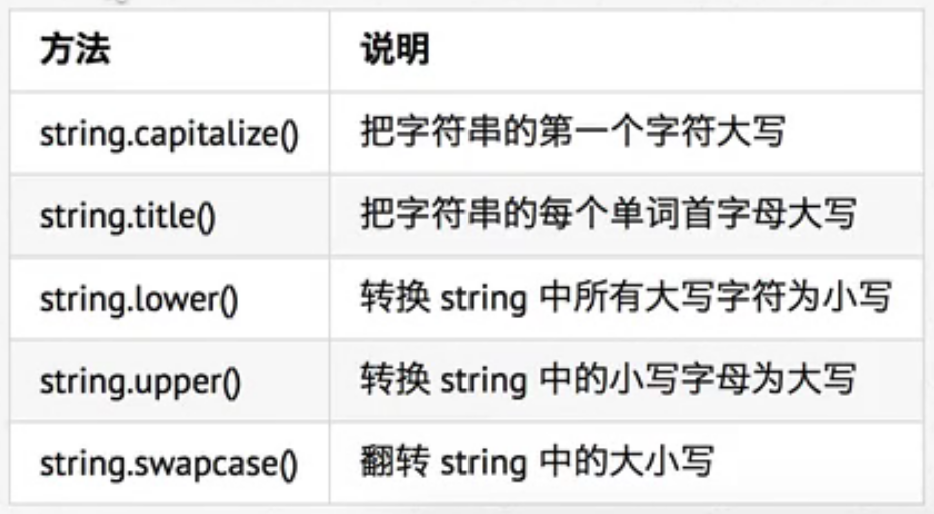 方法 说明
string.capitalize() 把字符串的第一个字符大写
string.title() 把字符串的每个单词首字母大写
string.lower() 转换 string 中所有大写字符为小写
string.upper() 转换 string 中的小写字母为大写
string.swapcase() 翻转 string 中的大小写